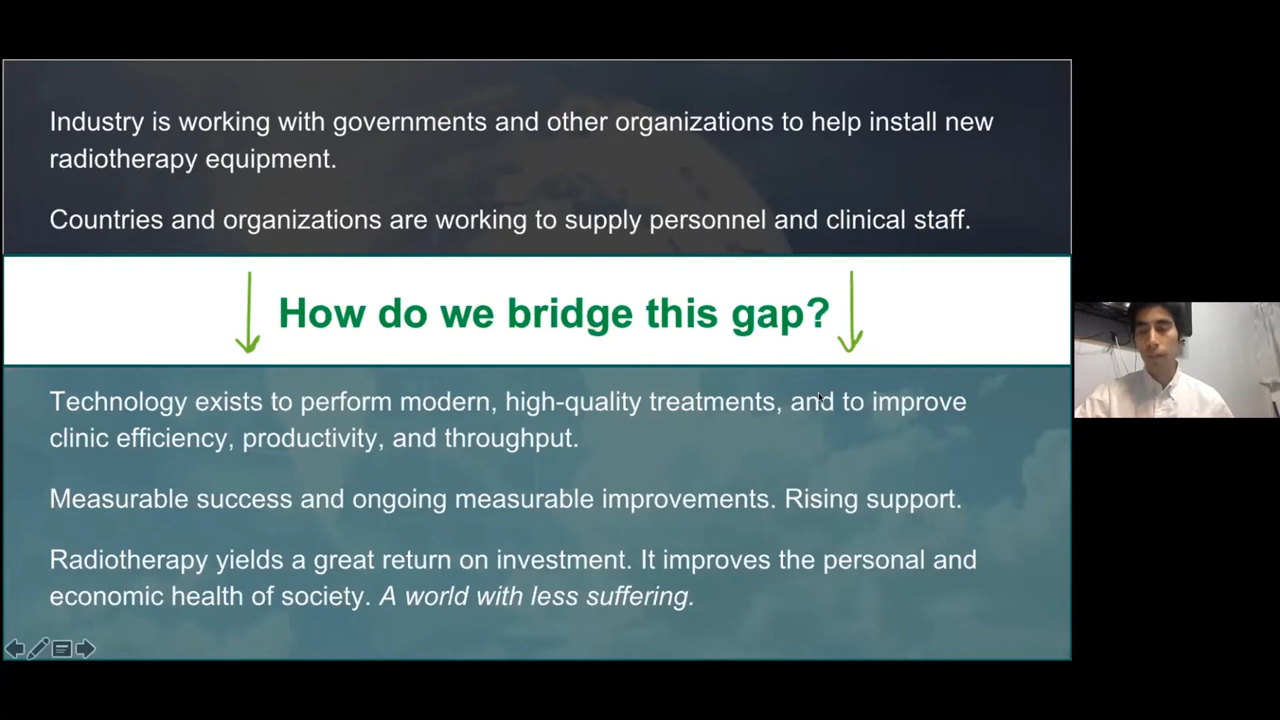 Industry is working with governments and other organizations to help install new
radiotherapy equipment.
Countries and organizations are working to supply personnel and clinical staff.
How do we bridge this gap?
Technology exists to perform modern, high-quality treatments, and to improve
clinic efficiency, productivity, and throughput.
Measurable success and ongoing measurable improvements. Rising support.
Radiotherapy yields a great return on investment. It improves the personal and
economic health of society. A world with less suffering.